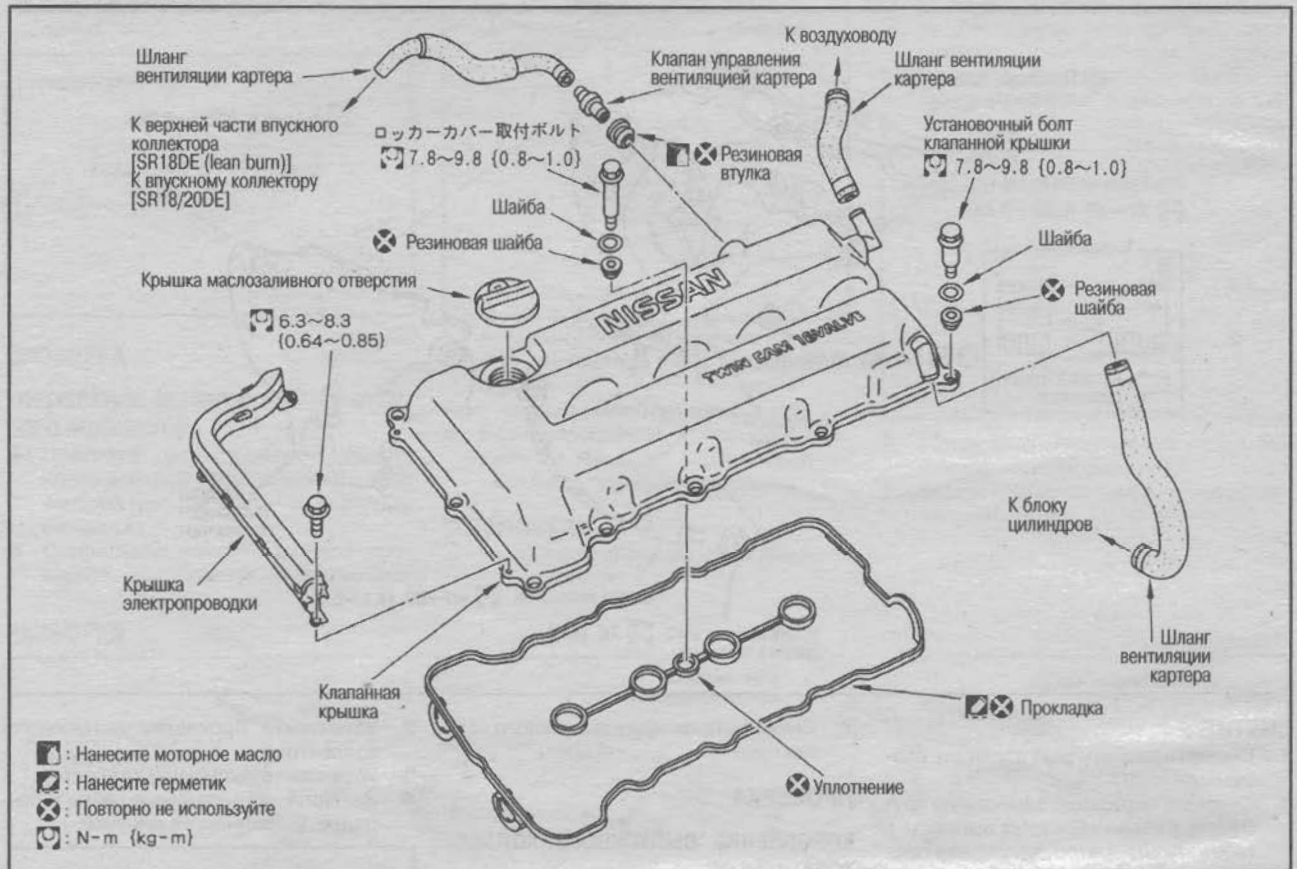 Шланг
вентиляции картера
К верхней части впускного
коллектора
[SR18DE (lean burn)]
К впускному коллектору
[SR18/20DE]
ロッカーカバー取付ボルト
7.8~9.8 {0.8~1.0}
Клапан управления
вентиляцией картера
К воздуховоду
Шланг вентиляции
картера
Резиновая
втулка
Установочный болт
клапанной крышки
7.8~9.8 {0.8~1.0}
Шайба
Резиновая шайба
Шайба
Резиновая
шайба
Крышка маслозаливного отверстия
6.3~8.3
{0.64~0.85}
NISSAN
TWIN CAM 16VALVE
К блоку
цилиндров
Крышка
электропроводки
Шланг
вентиляции
картера
Клапанная
крышка
Прокладка
Уплотнение
: Нанесите моторное масло
: Нанесите герметик
: Повторно не используйте
: N-m {kg-m}